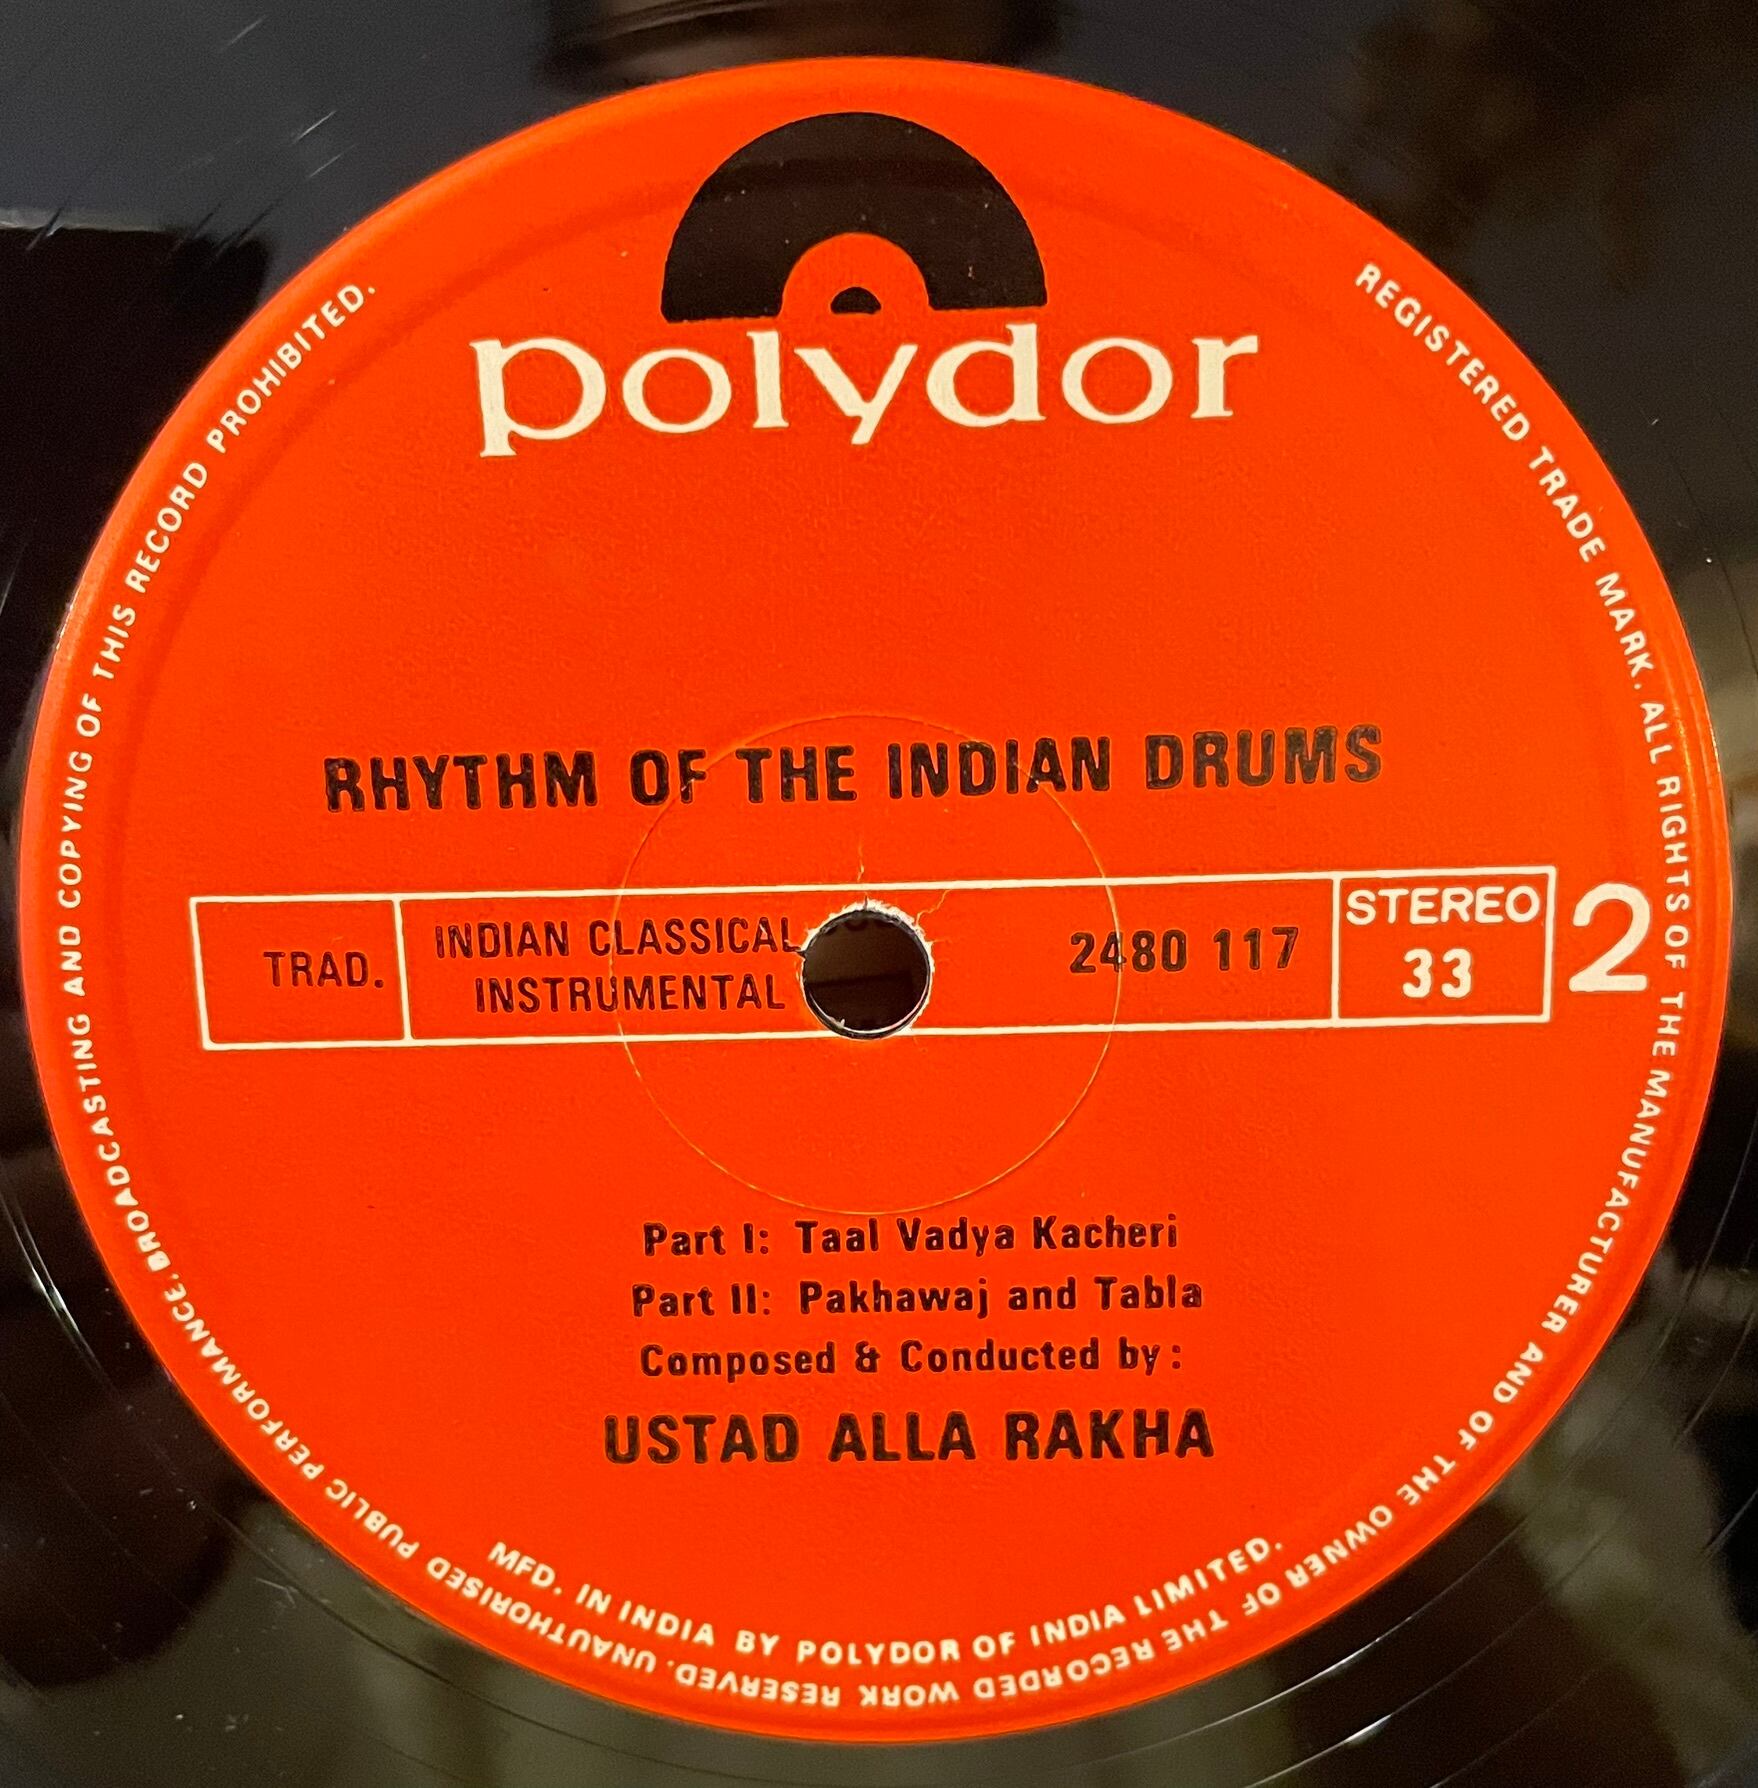 polydor
RHYTHM OF THE INDIAN DRUMS
TRAD.
INDIAN CLASSICAL
INSTRUMENTAL
2480 117
STEREO
33
2
Part I: Taal Vadya Kacheri
Part II: Pakhawaj and Tabla
Composed & Conducted by:
USTAD ALLA RAKHA
MFD. IN INDIA BY POLYDOR OF INDIA LIMITED.
REGISTERED TRADE MARK. ALL RIGHTS OF THE MANUFACTURER AND OF THE OWNER OF THE RECORDED WORK RESERVED. UNAUTHORISED PUBLIC PERFORMANCE, BROADCASTING AND COPYING OF THIS RECORD PROHIBITED.